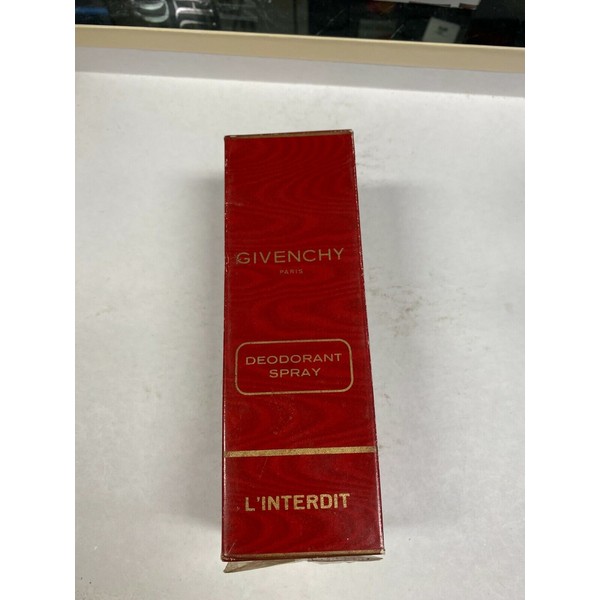 GIVENCHY
PARIS
DEODORANT
SPRAY
L'INTERDIT